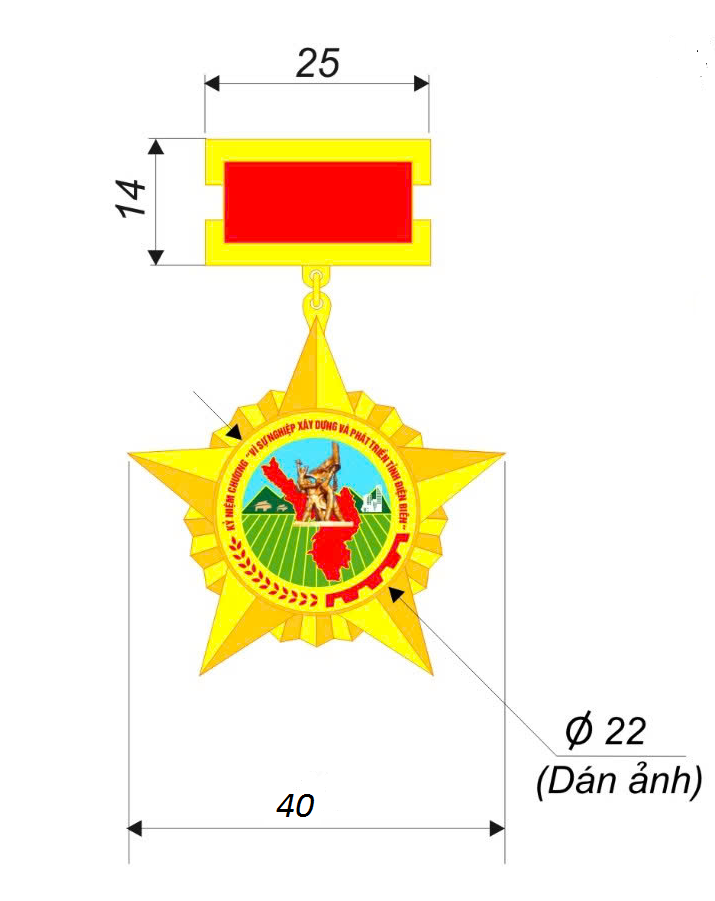 25
14
KỶ NIỆM CHƯƠNG "VÌ SỰ NGHIỆP XÂY DỰNG VÀ PHÁT TRIỂN TỈNH ĐIỆN BIÊN"
Ø 22
(Dán ảnh)
40